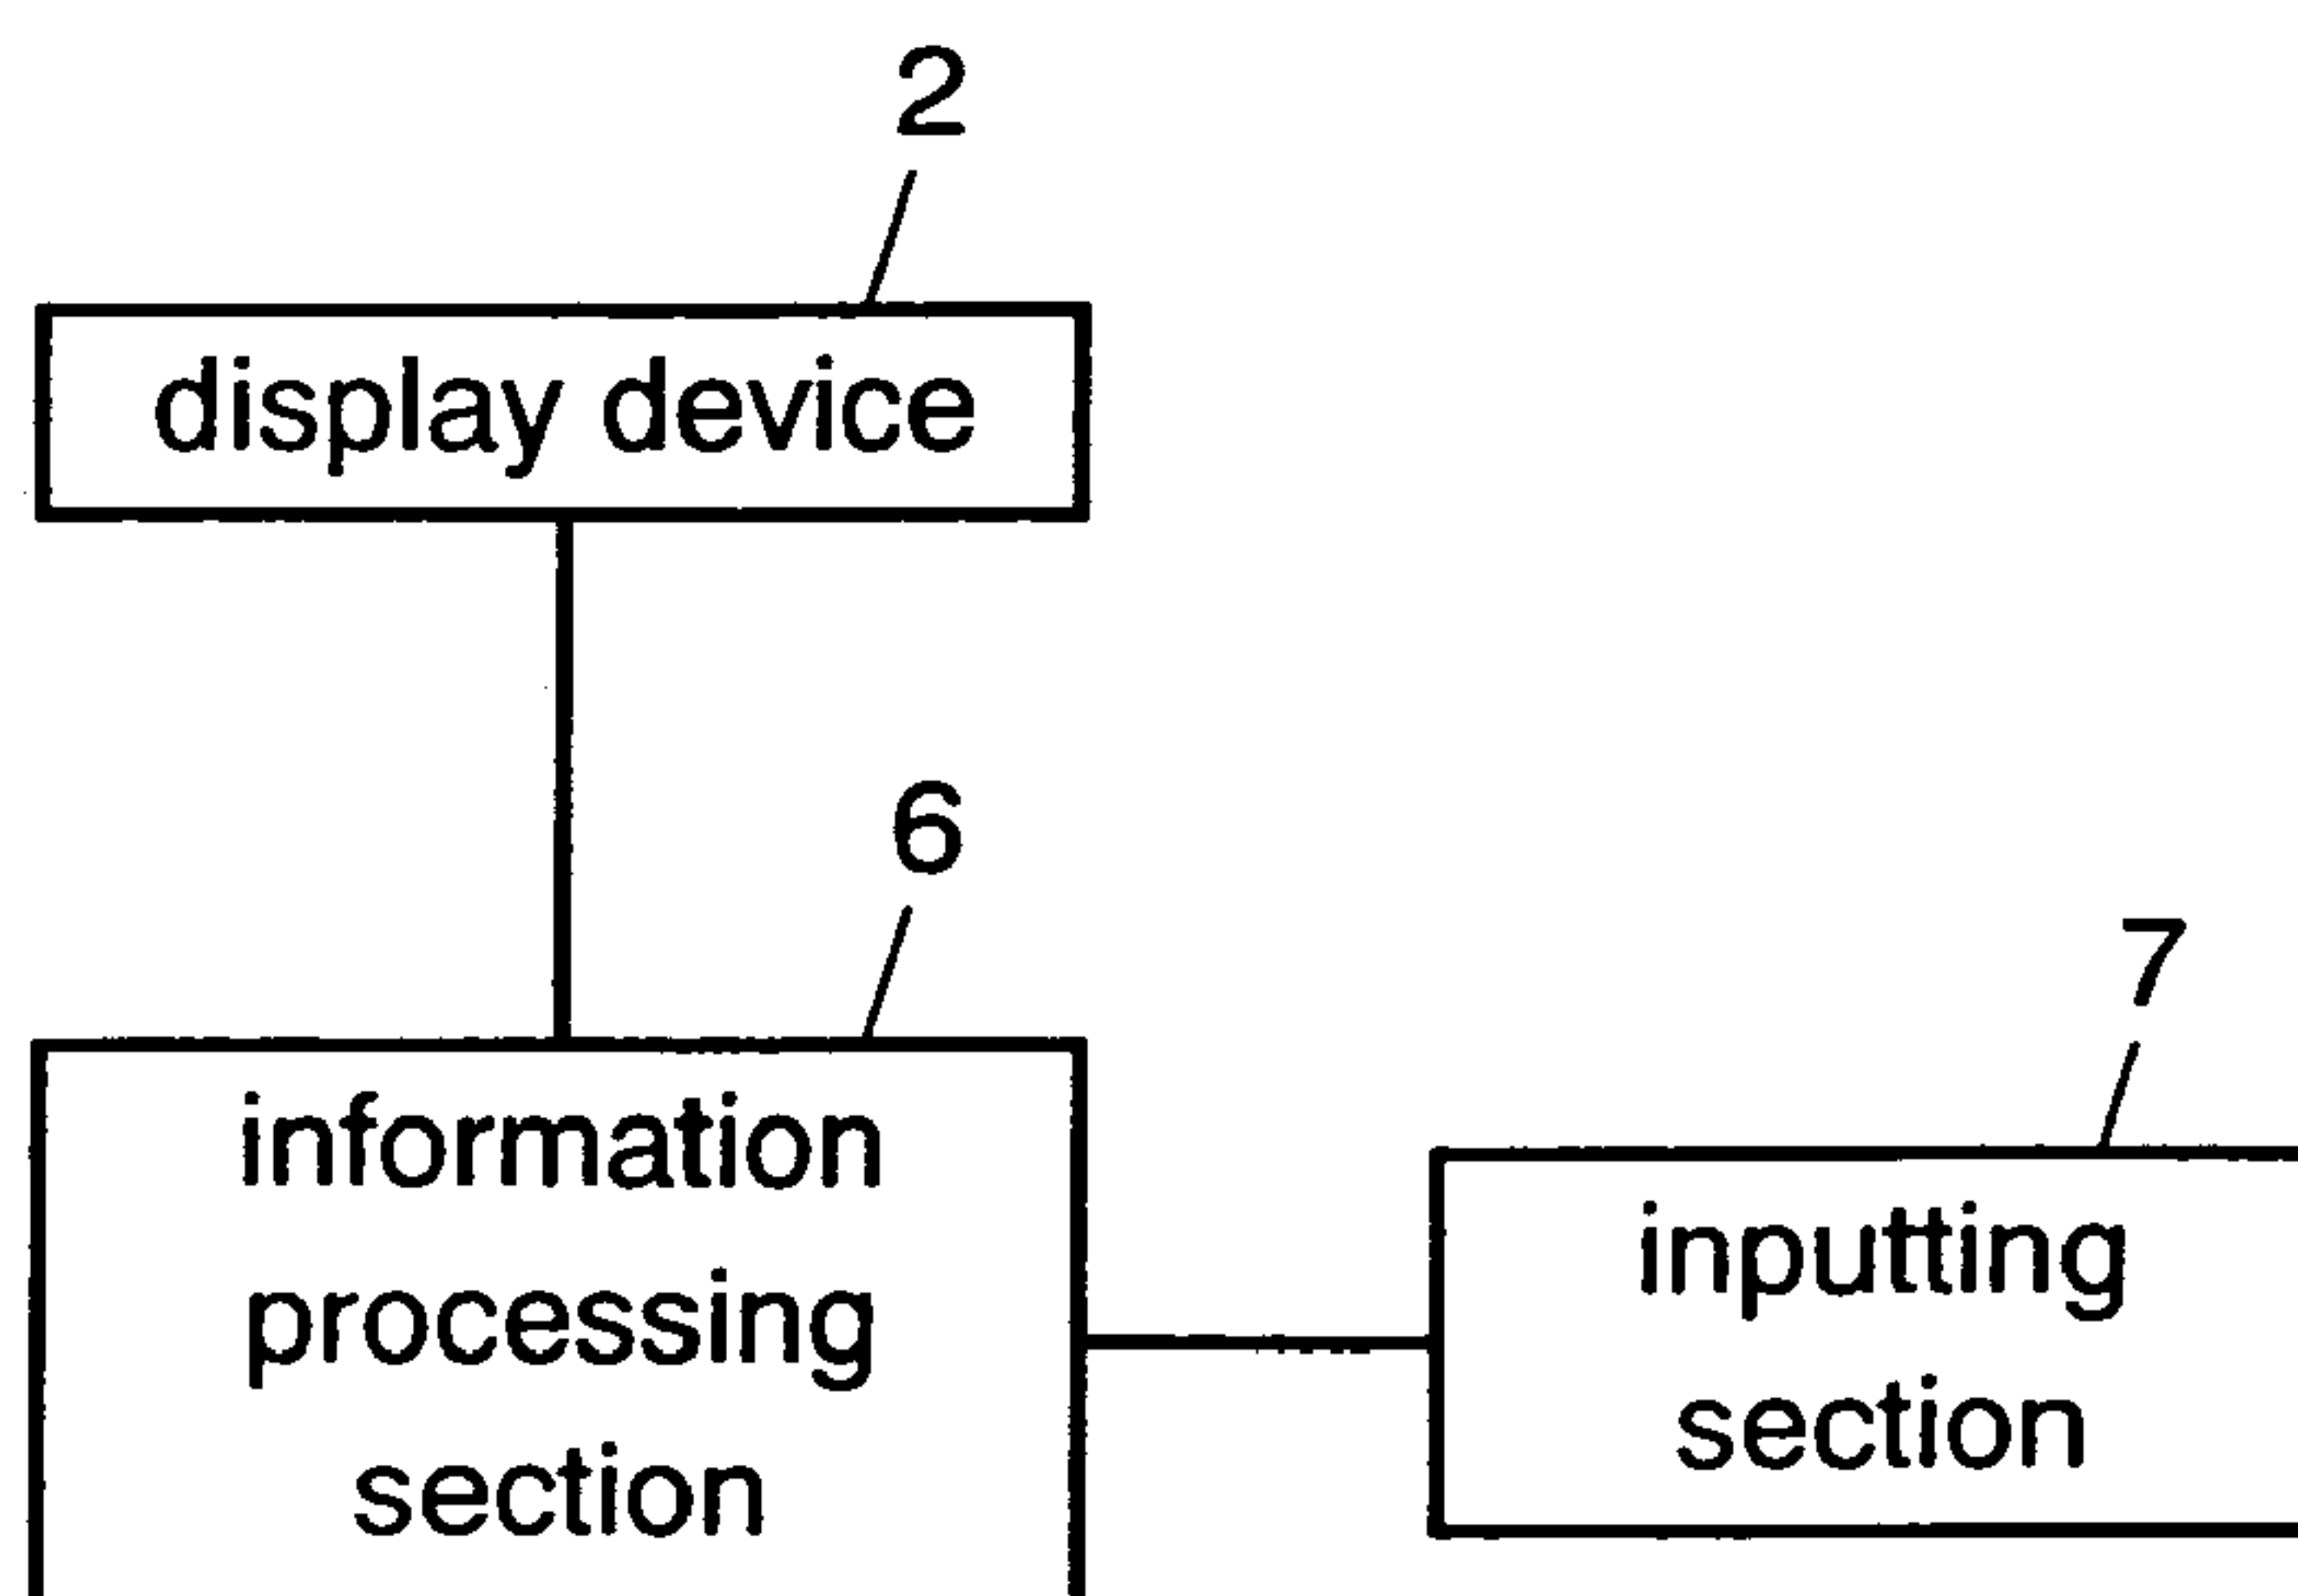 2
display device
6
information
processing
section
7
inputting
section